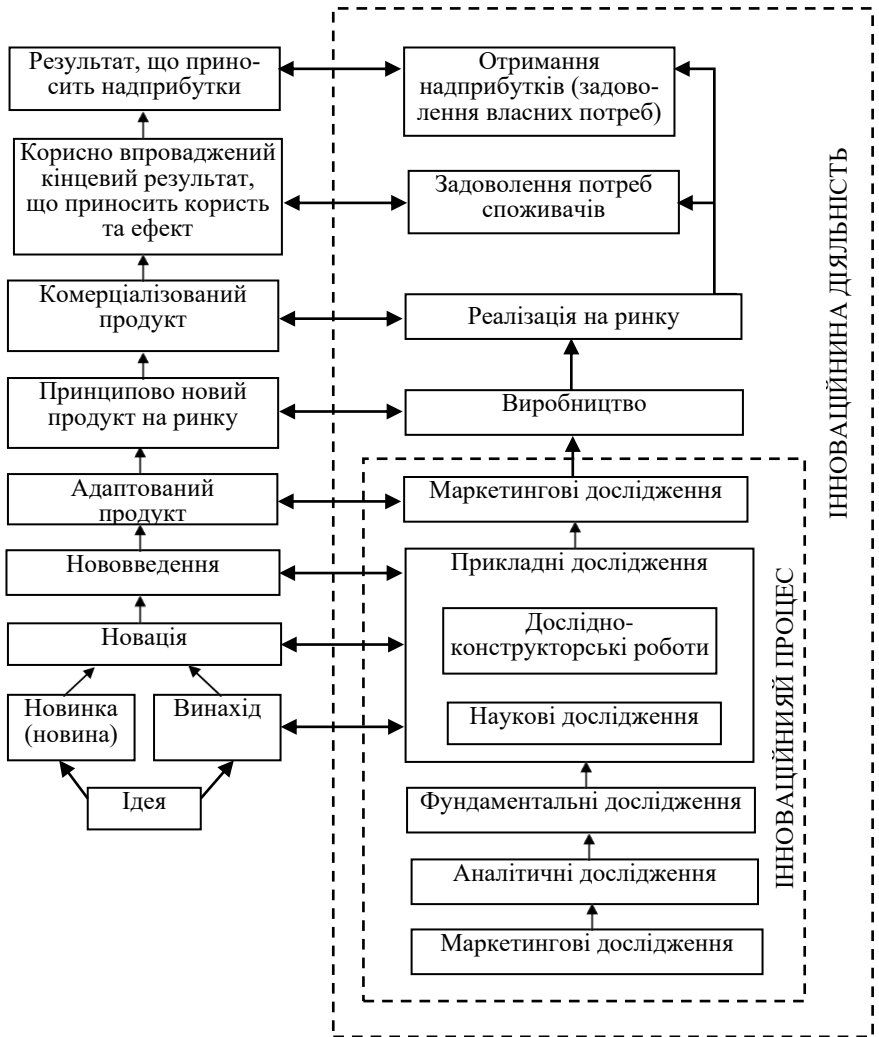 Результат, що прино-
сить надприбутки
Отримання
надприбутків (задово-
лення власних потреб)
Корисно впроваджений
кінцевий результат,
що приносить користь
та ефект
Задоволення потреб
споживачів
Комерціалізований
продукт
Реалізація на ринку
Принципово новий
продукт на ринку
Виробництво
Адаптований
продукт
Маркетингові дослідження
Нововведення
Прикладні дослідження
Новація
Дослідно-
конструкторські роботи
Новинка
(новина)
Винахід
Наукові дослідження
Ідея
Фундаментальні дослідження
Аналітичні дослідження
Маркетингові дослідження
ІННОВАЦІЙНИЯЙ ПРОЦЕС
ІННОВАЦІЙНИНА ДІЯЛЬНІСТЬ